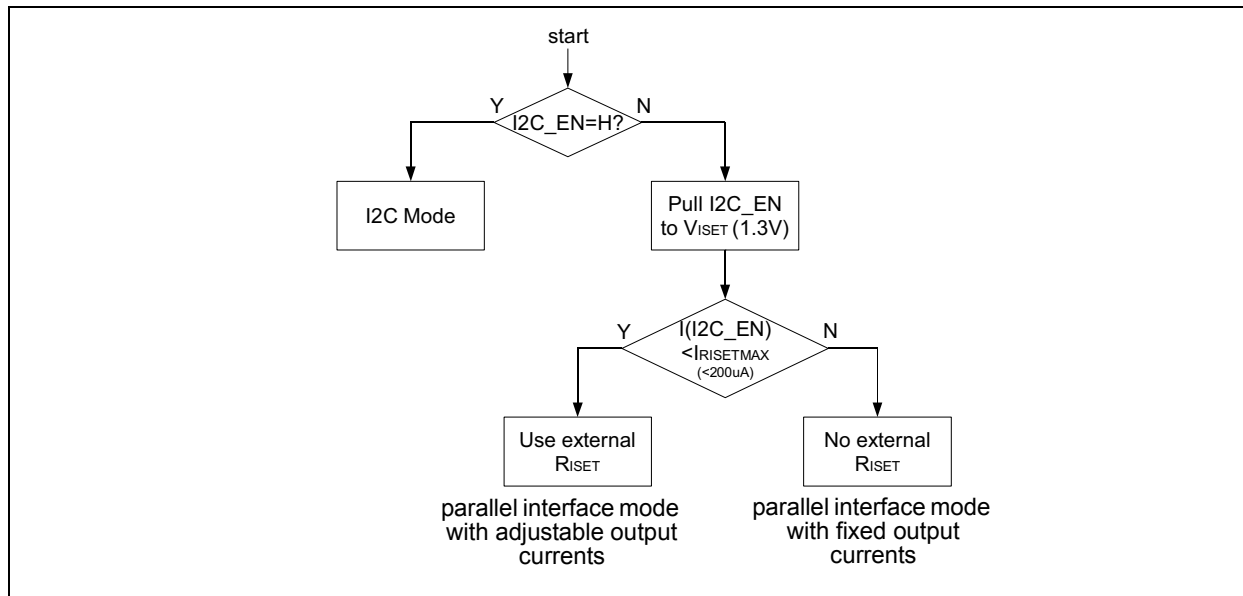 start
Y
N
I2C_EN=H?
I2C Mode
Pull I2C_EN
to VISET (1.3V)
Y
N
I(I2C_EN)
<IRISETMAX
(<200uA)
Use external
RISET
No external
RISET
parallel interface mode
with adjustable output
currents
parallel interface mode
with fixed output
currents